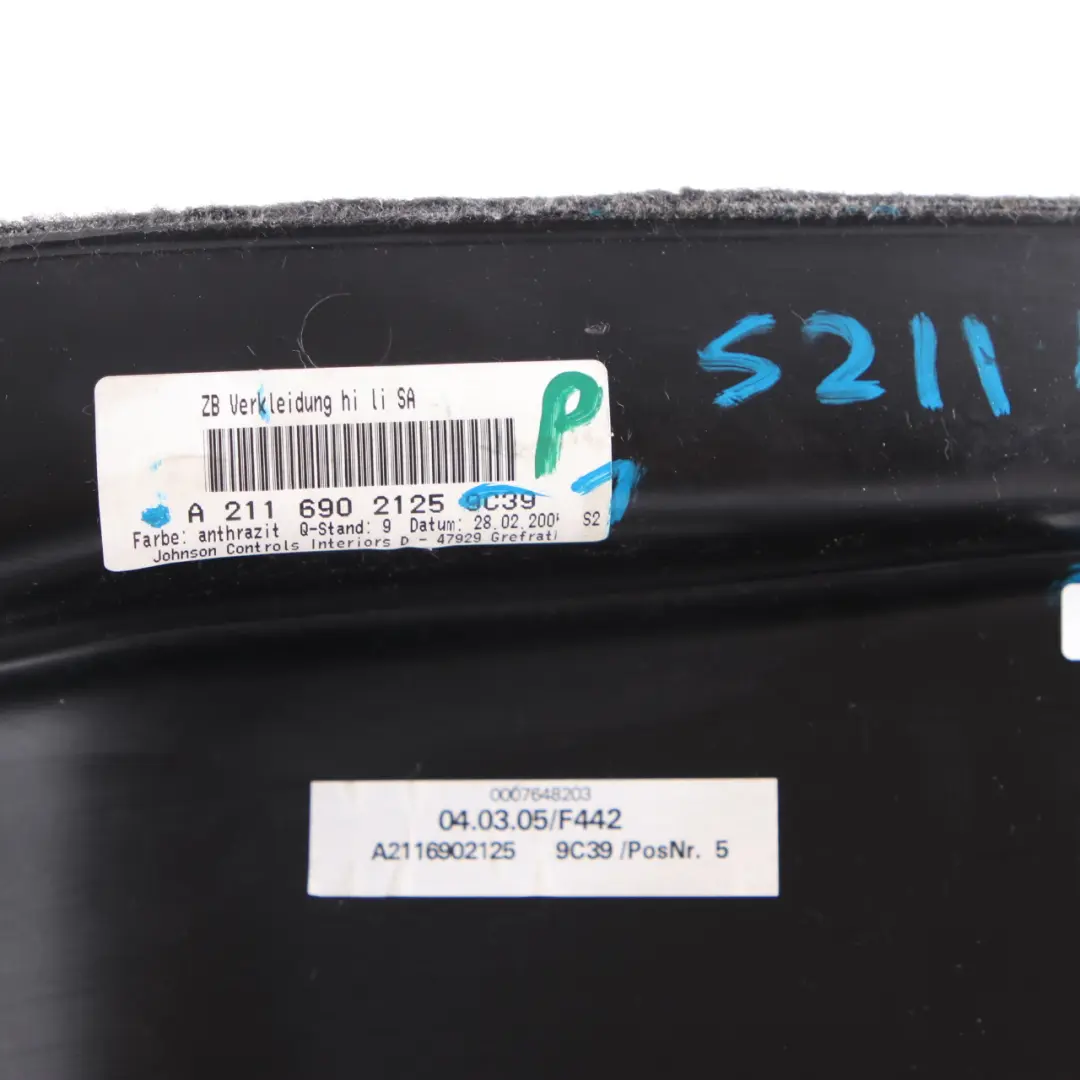 S211
ZB Verkleidung hi li SA
P
A 211 690 2125 9C39
Farbe: anthrazit Q-Stand: 9 Datum: 28.02.200 S2
Johnson Controls Interiors D - 47929 Grefrat
0007648203
04.03.05/F442
A2116902125 9C39 /PosNr. 5